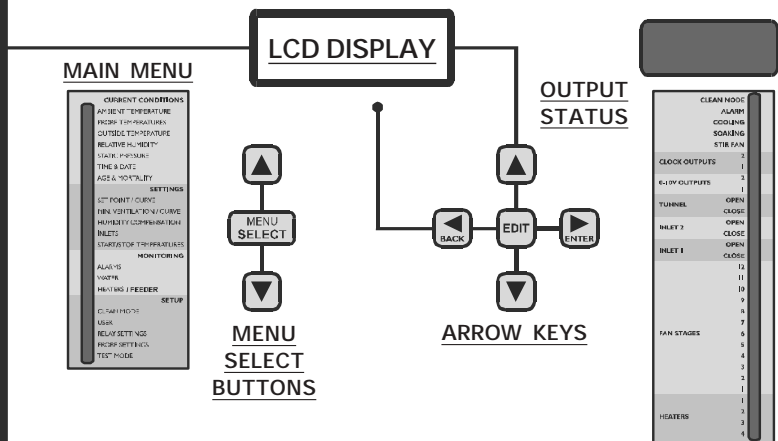 LCD DISPLAY
MAIN MENU
CURRENT CONDITIONS
AMBIENT TEMPERATURE
PROBE TEMPERATURES
OUTSIDE TEMPERATURE
RELATIVE HUMIDITY
STATIC PRESSURE
TIME & DATE
AGE & MORTALITY
SETTINGS
SET POINT / CURVE
MIN. VENTILATION / CURVE
HUMIDITY COMPENSATION
INLETS
START/STOP TEMPERATURES
MONITORING
ALARMS
WATER
HEATERS / FEEDER
SETUP
CLEAN MODE
USER
RELAY SETTINGS
PROBE SETTINGS
TEST MODE
MENU
SELECT
MENU
SELECT
BUTTONS
BACK
EDIT
ENTER
ARROW KEYS
OUTPUT
STATUS
CLEAN MODE
ALARM
COOLING
SOAKING
STIR FAN
CLOCK OUTPUTS 2
1
0-10V OUTPUTS 2
1
TUNNEL OPEN
CLOSE
INLET 2 OPEN
CLOSE
INLET 1 OPEN
CLOSE
12
11
10
9
8
7
FAN STAGES 6
5
4
3
2
1
1
HEATERS 2
3
4